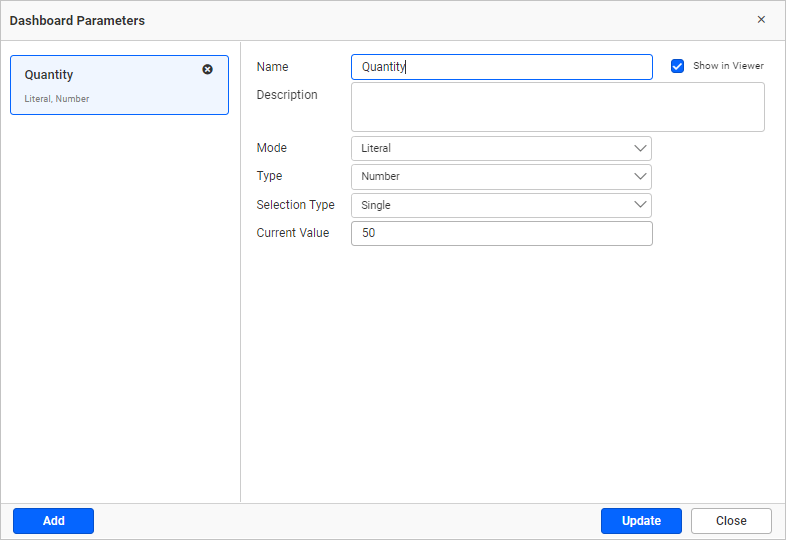 Dashboard Parameters
Quantity
Literal, Number
Name
Quantity
Show in Viewer
Description
Mode
Literal
Type
Number
Selection Type
Single
Current Value
50
Add
Update
Close